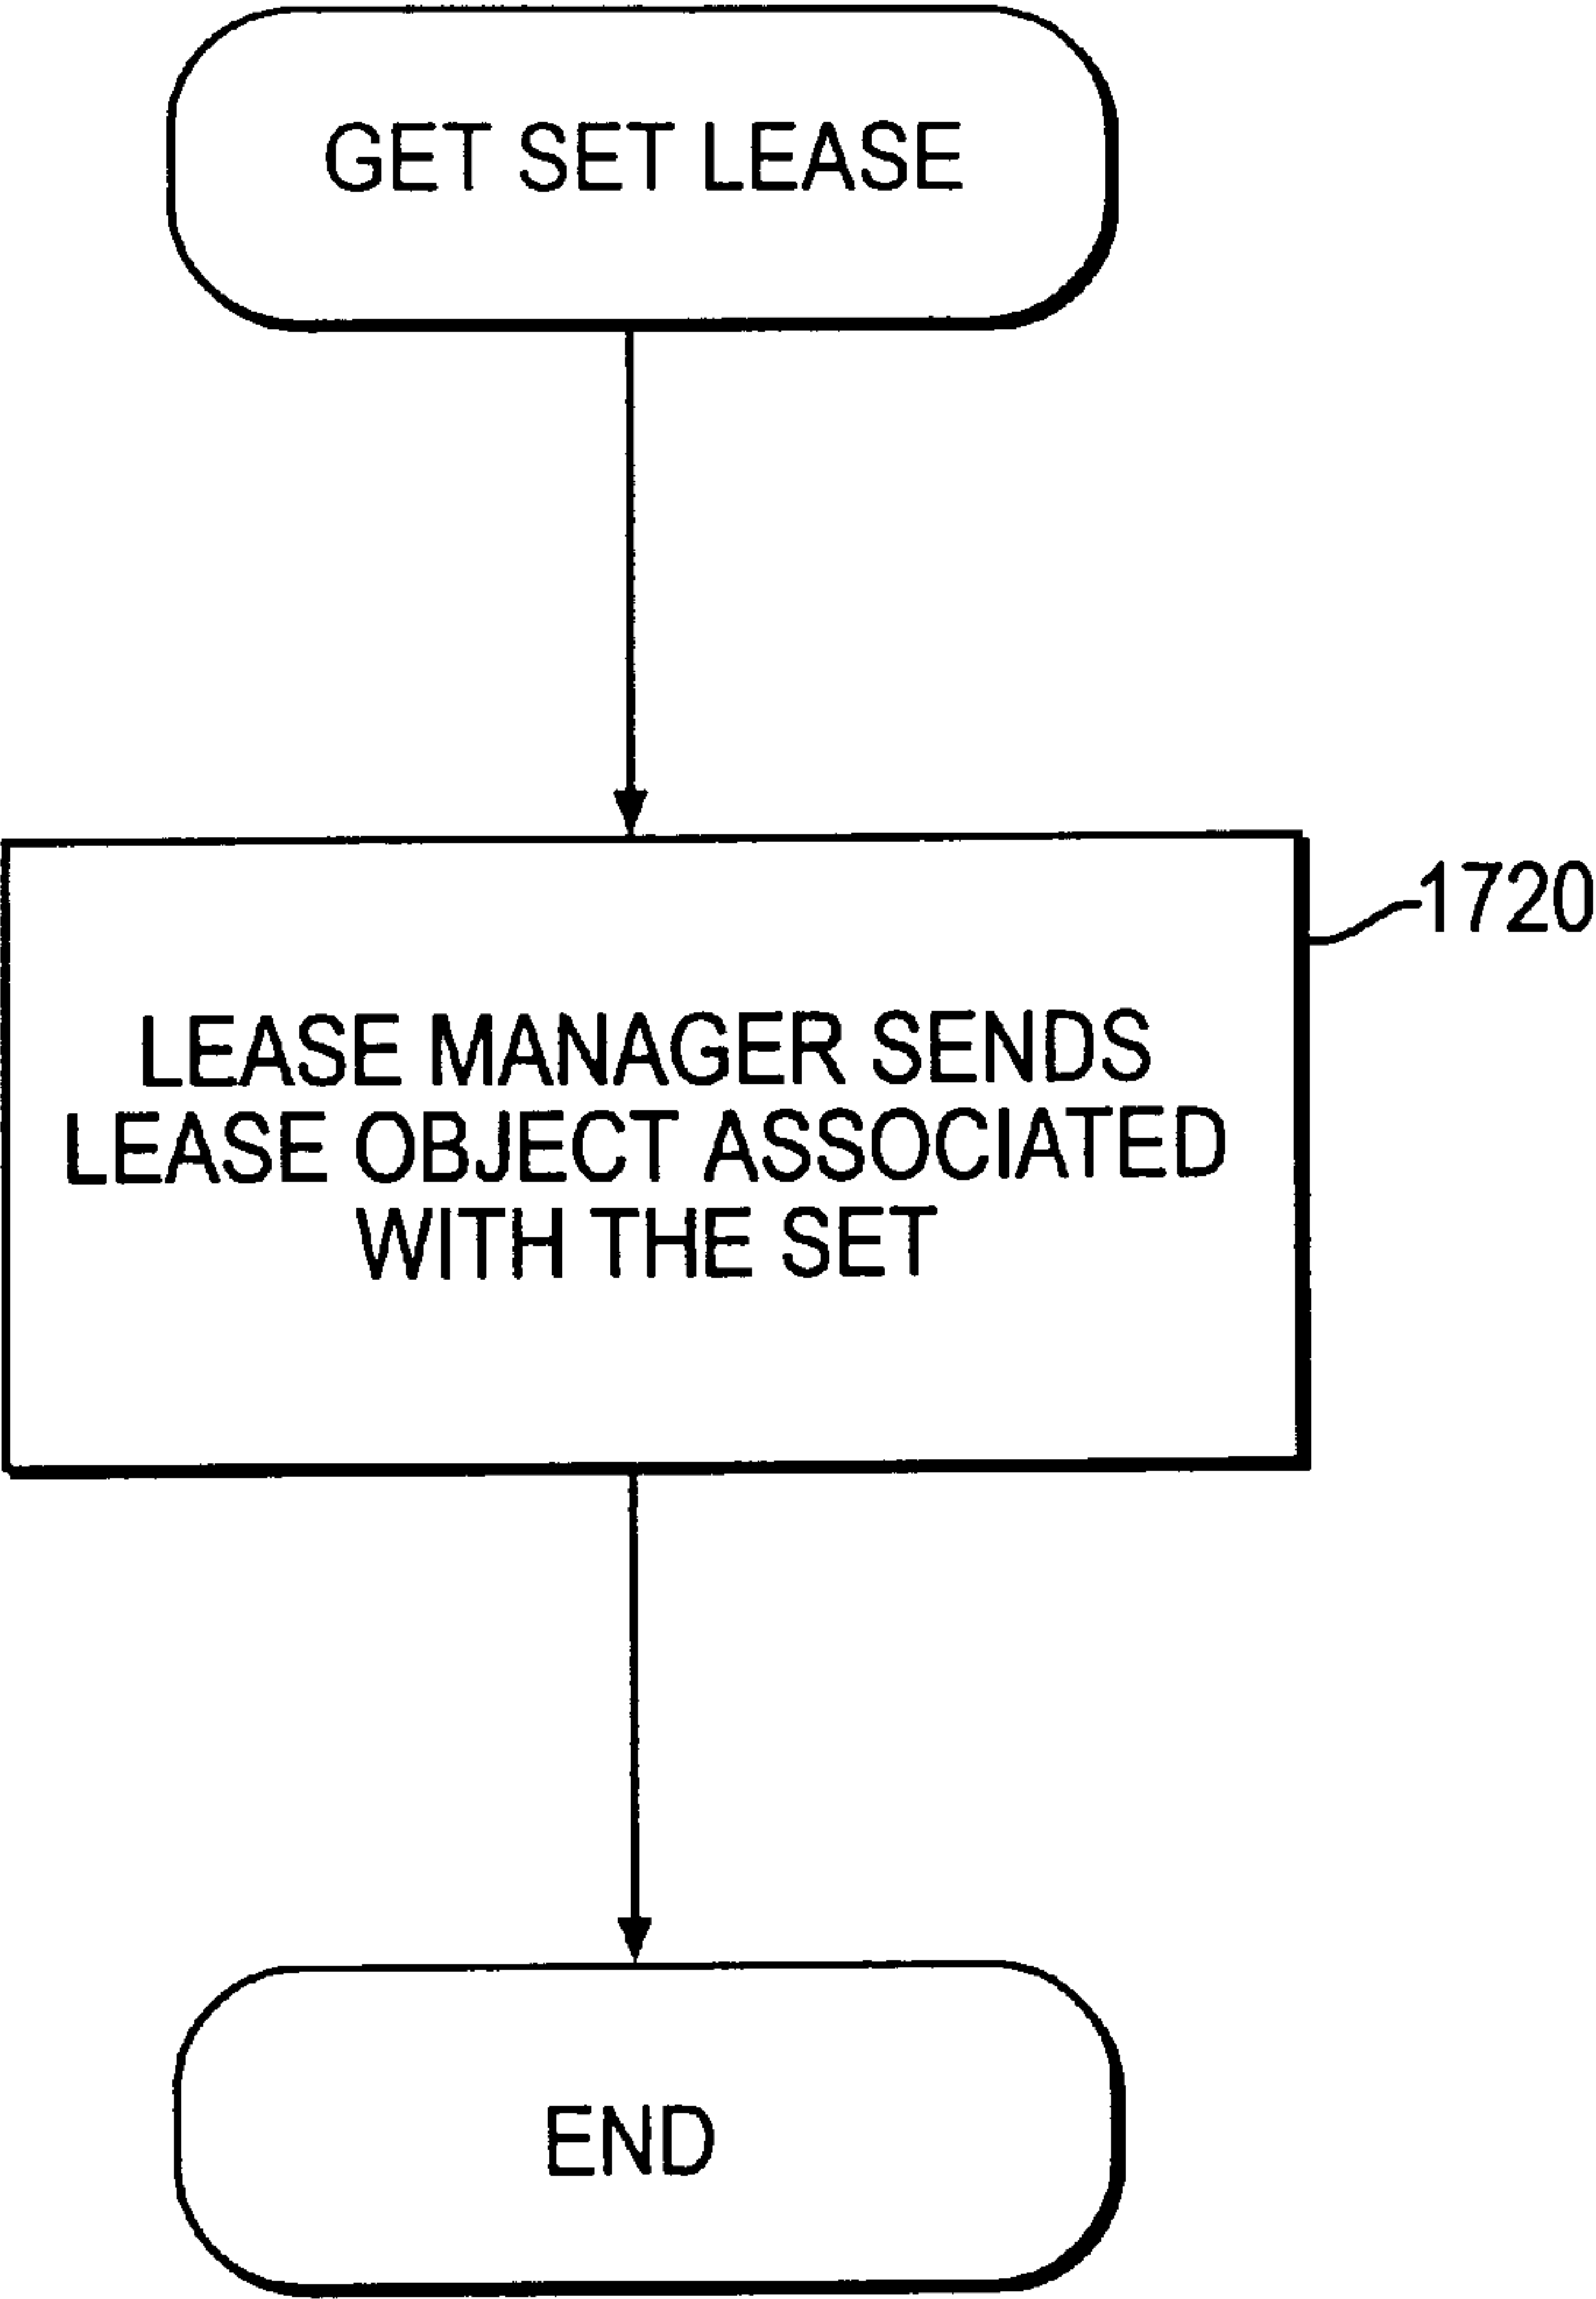 GET SET LEASE
1720
LEASE MANAGER SENDS
LEASE OBJECT ASSOCIATED
WITH THE SET
END